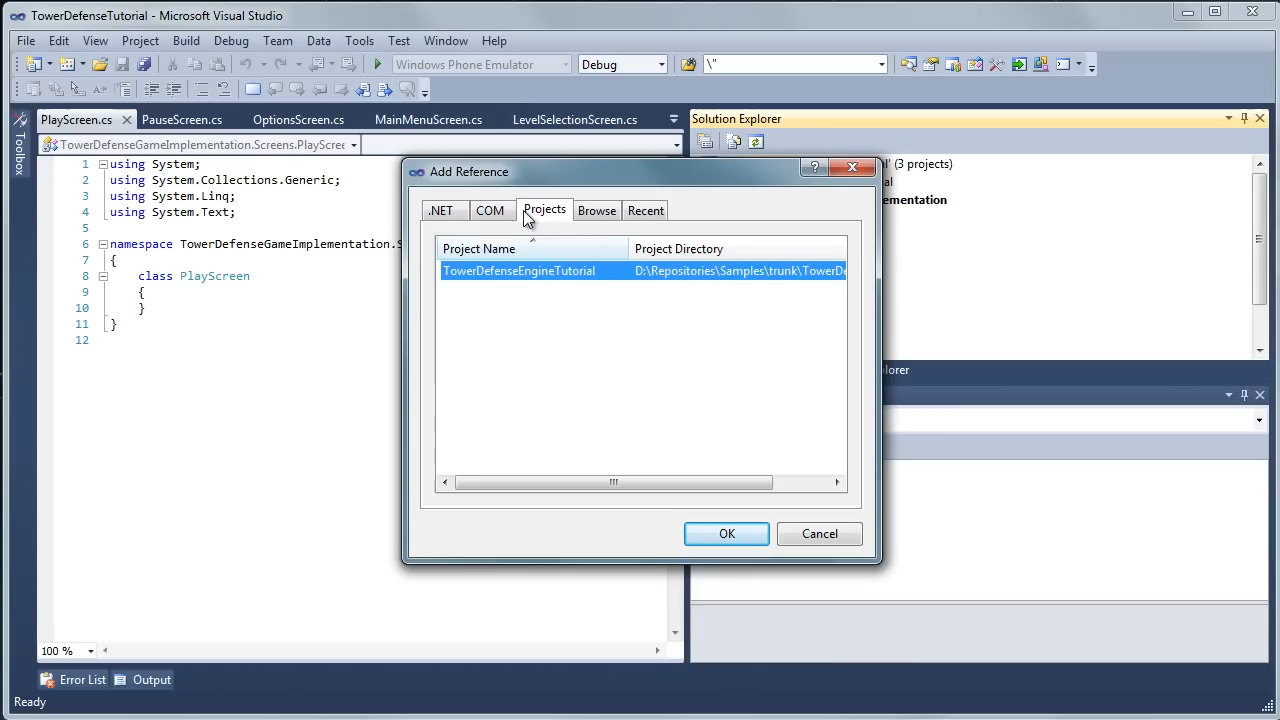 TowerDefenseTutorial - Microsoft Visual Studio
File Edit View Project Build Debug Team Data Tools Test Window Help
Windows Phone Emulator Debug \"
PlayScreen.cs PauseScreen.cs OptionsScreen.cs MainMenuScreen.cs LevelSelectionScreen.cs Solution Explorer
Toolbox
TowerDefenseGameImplementation.Screens.PlayScree
1 using System;
2 using System.Collections.Generic;
3 using System.Linq;
4 using System.Text;
5
6 namespace TowerDefenseGameImplementation.S
7 {
8 class PlayScreen
9 {
10 }
11 }
12
100 %
l' (3 projects)
al
ementation
lorer
Add Reference
.NET COM Projects Browse Recent
Project Name Project Directory
TowerDefenseEngineTutorial D:\Repositories\Samples\trunk\TowerDe
OK Cancel
Error List Output
Ready